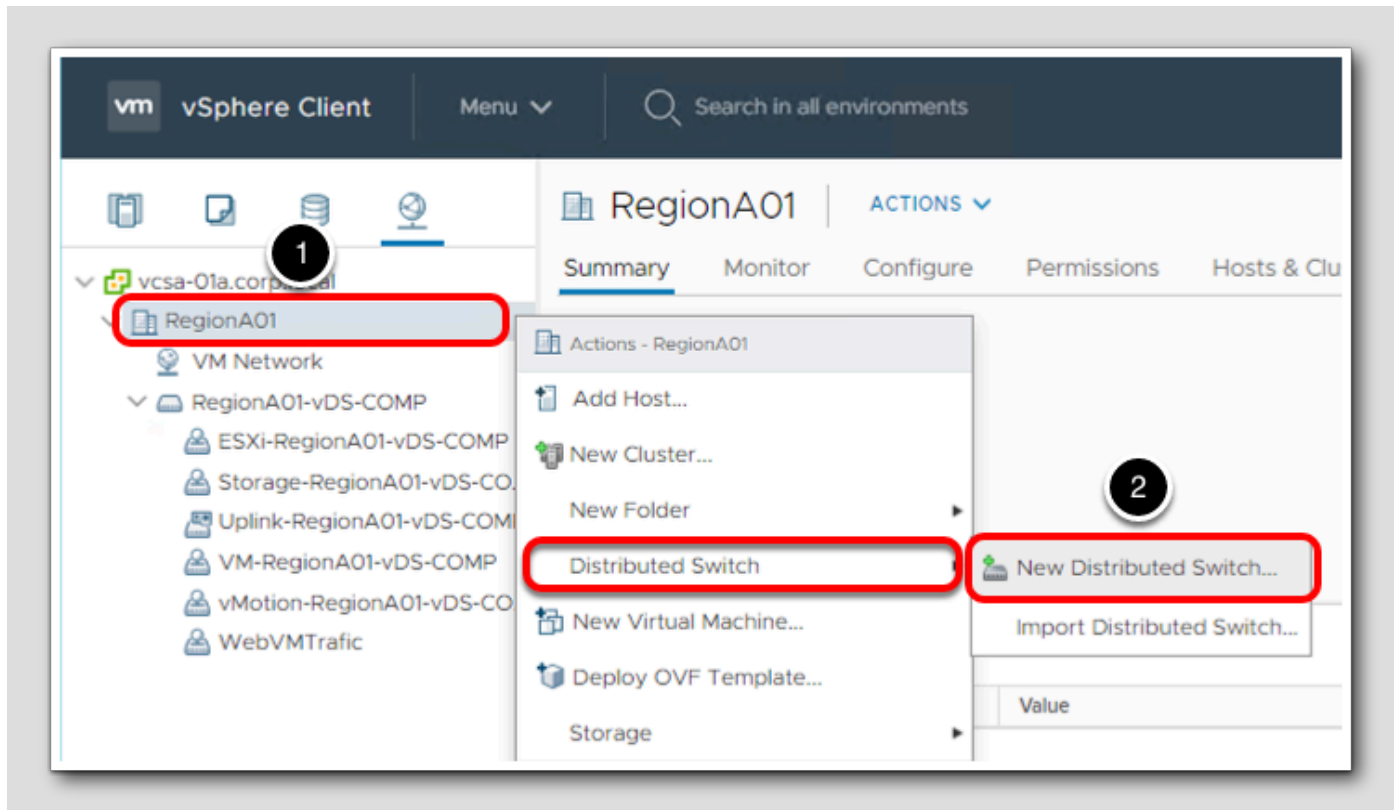 vm vSphere Client Menu Search in all environments
RegionA01 ACTIONS
1
Summary Monitor Configure Permissions Hosts & Clu
vcsa-01a.corp
RegionA01
Actions - RegionA01
VM Network
Add Host...
RegionA01-vDS-COMP
ESXi-RegionA01-vDS-COMP
New Cluster...
Storage-RegionA01-vDS-CO.
2
New Folder
Uplink-RegionA01-vDS-COM
VM-RegionA01-vDS-COMP
Distributed Switch
New Distributed Switch...
vMotion-RegionA01-vDS-CO
New Virtual Machine...
Import Distributed Switch...
WebVMTrafic
Deploy OVF Template...
Value
Storage